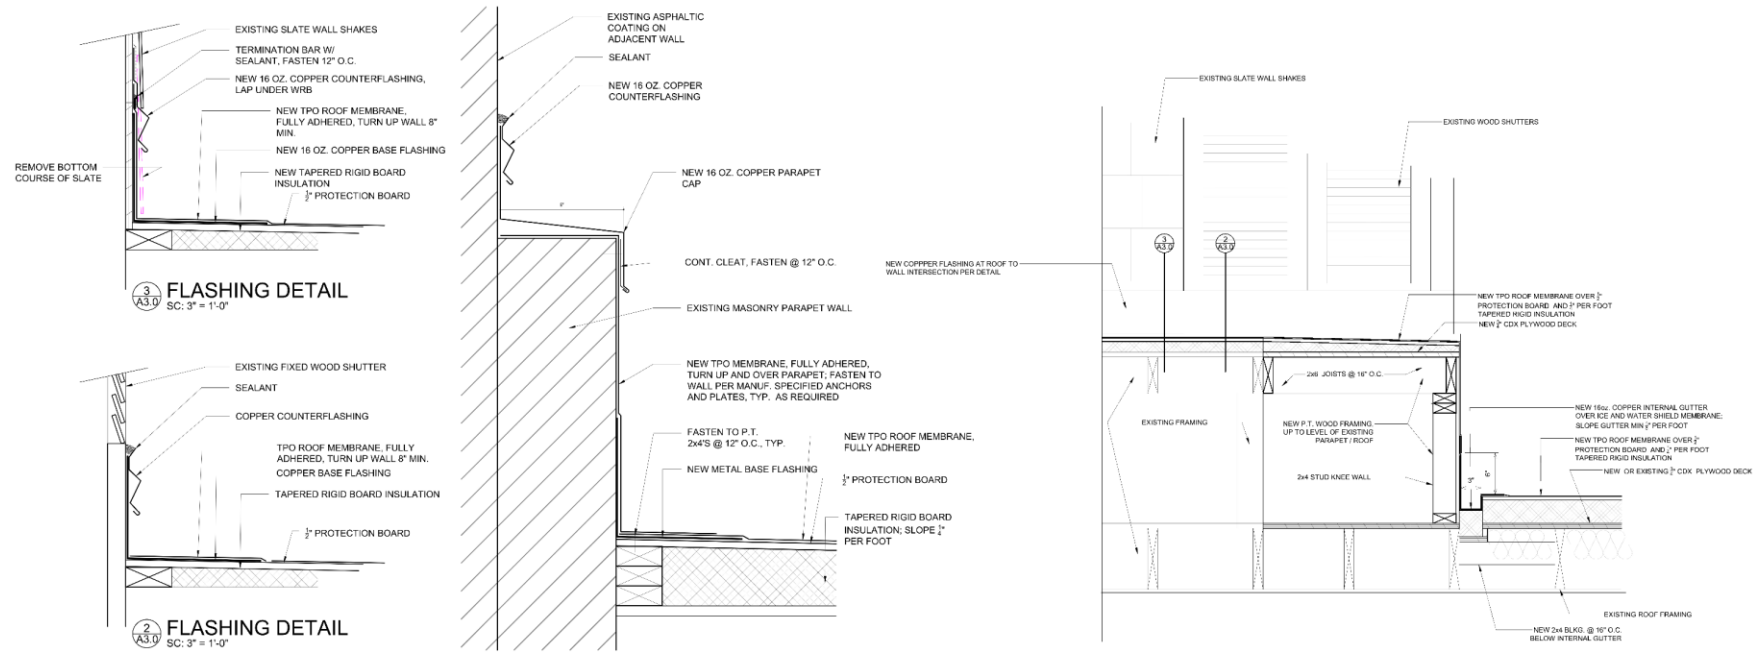 EXISTING SLATE WALL SHAKES
TERMINATION BAR W/
SEALANT, FASTEN 12" O.C.
NEW 16 OZ. COPPER COUNTERFLASHING,
LAP UNDER WRB
NEW TPO ROOF MEMBRANE,
FULLY ADHERED, TURN UP WALL 8"
MIN.
NEW 16 OZ. COPPER BASE FLASHING
REMOVE BOTTOM
COURSE OF SLATE
NEW TAPERED RIGID BOARD
INSULATION
½" PROTECTION BOARD
3
A3.0
FLASHING DETAIL
SC: 3" = 1'-0"
EXISTING FIXED WOOD SHUTTER
SEALANT
COPPER COUNTERFLASHING
TPO ROOF MEMBRANE, FULLY
ADHERED, TURN UP WALL 8" MIN.
COPPER BASE FLASHING
TAPERED RIGID BOARD INSULATION
½" PROTECTION BOARD
2
A3.0
FLASHING DETAIL
SC: 3" = 1'-0"
EXISTING ASPHALTIC
COATING ON
ADJACENT WALL
SEALANT
NEW 16 OZ. COPPER
COUNTERFLASHING
NEW 16 OZ. COPPER PARAPET
CAP
CONT. CLEAT, FASTEN @ 12" O.C.
EXISTING MASONRY PARAPET WALL
NEW TPO MEMBRANE, FULLY ADHERED,
TURN UP AND OVER PARAPET; FASTEN TO
WALL PER MANUF. SPECIFIED ANCHORS
AND PLATES, TYP. AS REQUIRED
FASTEN TO P.T.
2x4'S @ 12" O.C., TYP.
NEW TPO ROOF MEMBRANE,
FULLY ADHERED
NEW METAL BASE FLASHING
½" PROTECTION BOARD
TAPERED RIGID BOARD
INSULATION; SLOPE ¼"
PER FOOT
EXISTING SLATE WALL SHAKES
EXISTING WOOD SHUTTERS
3
A3.0
2
A3.0
NEW COPPPER FLASHING AT ROOF TO
WALL INTERSECTION PER DETAIL
NEW TPO ROOF MEMBRANE OVER
PROTECTION BOARD AND PER FOOT
TAPERED RIGID INSULATION
NEW CDX PLYWOOD DECK
2x6 JOISTS @ 16" O.C.
EXISTING FRAMING
NEW P.T. WOOD FRAMING,
UP TO LEVEL OF EXISTING
PARAPET / ROOF
2x4 STUD KNEE WALL
3"
6"
NEW 16oz. COPPER INTERNAL GUTTER
OVER ICE AND WATER SHIELD MEMBRANE;
SLOPE GUTTER MIN PER FOOT
NEW TPO ROOF MEMBRANE OVER
PROTECTION BOARD AND PER FOOT
TAPERED RIGID INSULATION
NEW OR EXISTING CDX PLYWOOD DECK
EXISTING ROOF FRAMING
NEW 2x4 BLKG. @ 16" O.C.
BELOW INTERNAL GUTTER